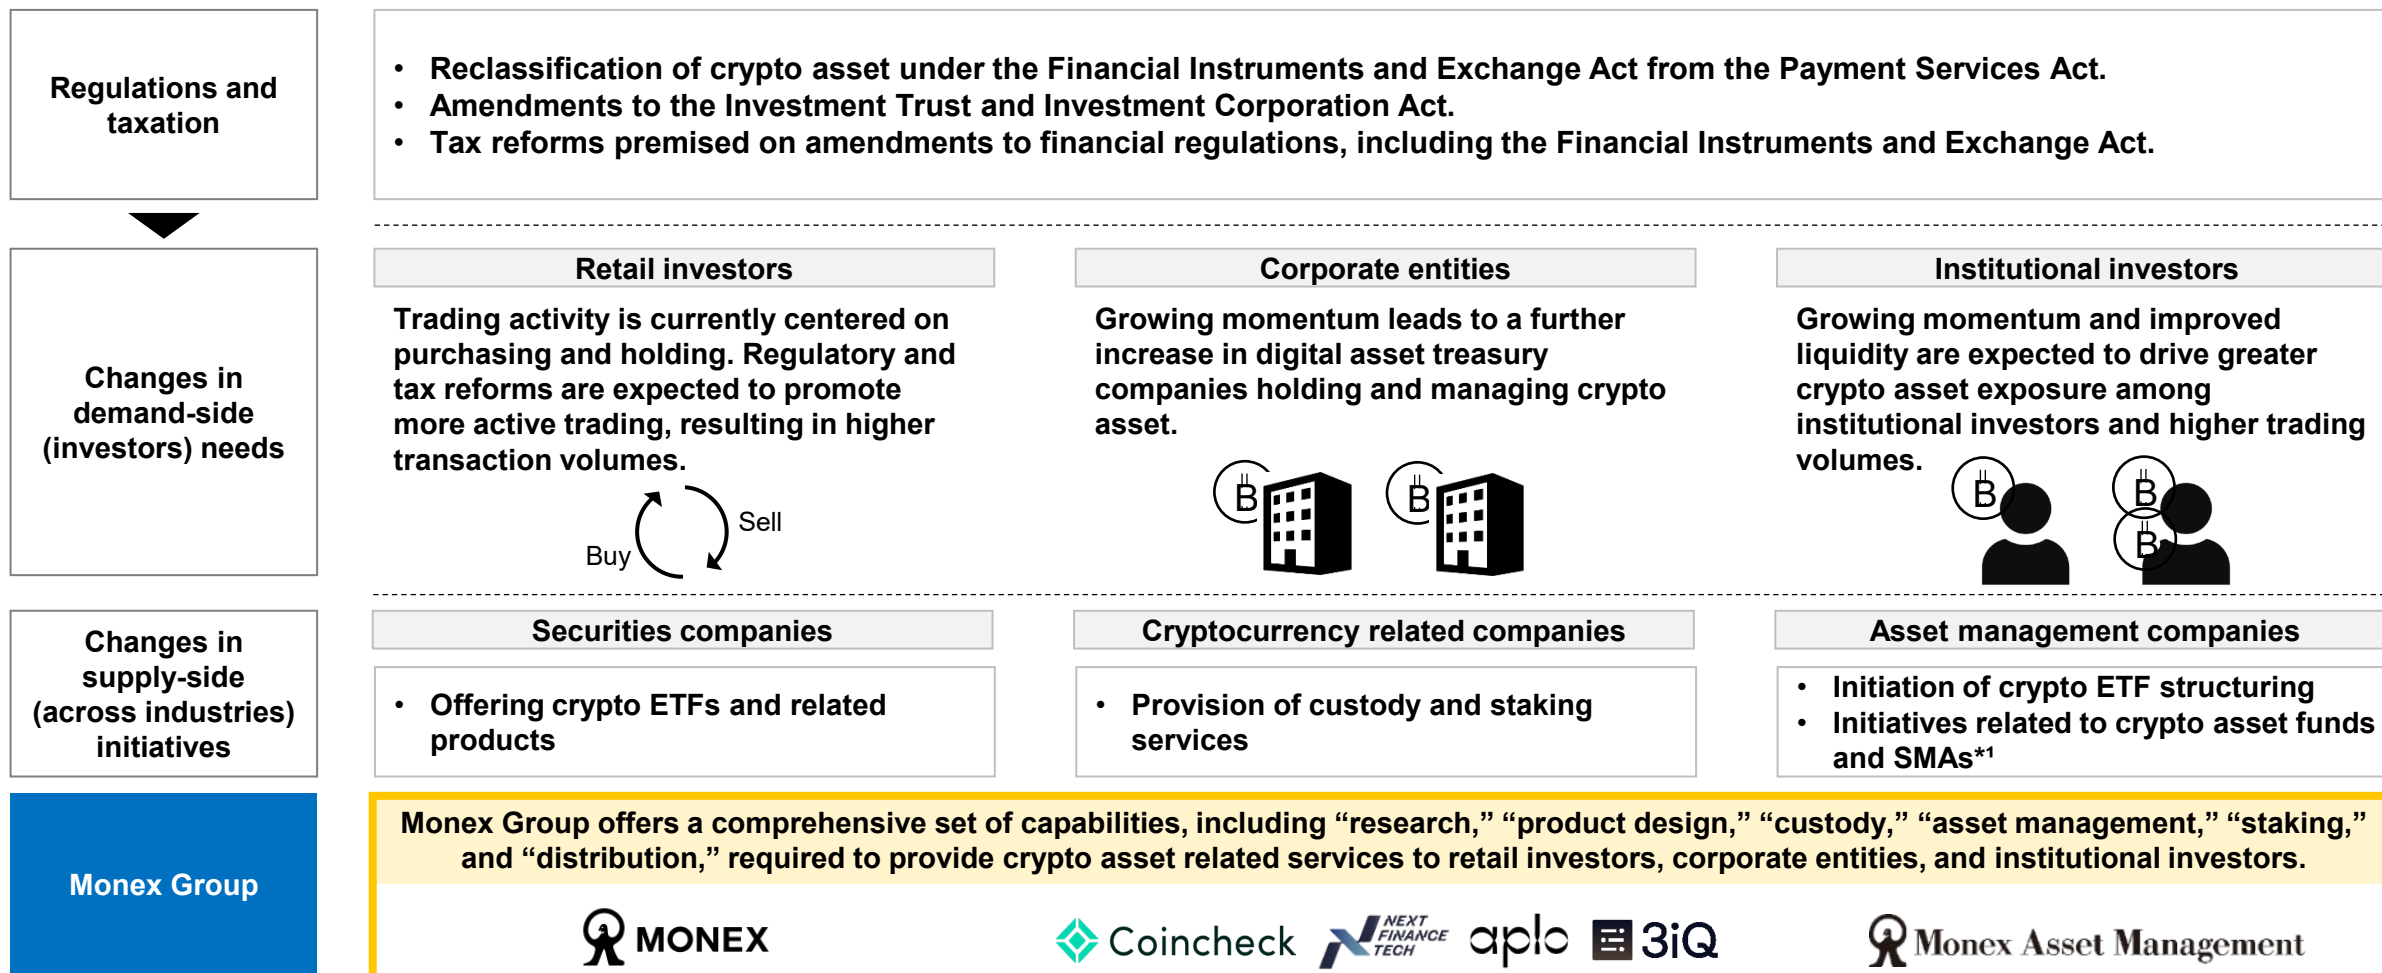 Regulations and
taxation
• Reclassification of crypto asset under the Financial Instruments and Exchange Act from the Payment Services Act.
• Amendments to the Investment Trust and Investment Corporation Act.
• Tax reforms premised on amendments to financial regulations, including the Financial Instruments and Exchange Act.
Changes in
demand-side
(investors) needs
Retail investors
Trading activity is currently centered on
purchasing and holding. Regulatory and
tax reforms are expected to promote
more active trading, resulting in higher
transaction volumes.
Sell
Buy
Corporate entities
Growing momentum leads to a further
increase in digital asset treasury
companies holding and managing crypto
asset.
B
B
Institutional investors
Growing momentum and improved
liquidity are expected to drive greater
crypto asset exposure among
institutional investors and higher trading
volumes.
B
B
B
Changes in
supply-side
(across industries)
initiatives
Securities companies
• Offering crypto ETFs and related
products
Cryptocurrency related companies
• Provision of custody and staking
services
Asset management companies
• Initiation of crypto ETF structuring
• Initiatives related to crypto asset funds
and SMAs*¹
Monex Group
Monex Group offers a comprehensive set of capabilities, including “research,” “product design,” “custody,” “asset management,” “staking,”
and “distribution,” required to provide crypto asset related services to retail investors, corporate entities, and institutional investors.
MONEX
Coincheck
NEXT
FINANCE
TECH
aplo
3iQ
Monex Asset Management